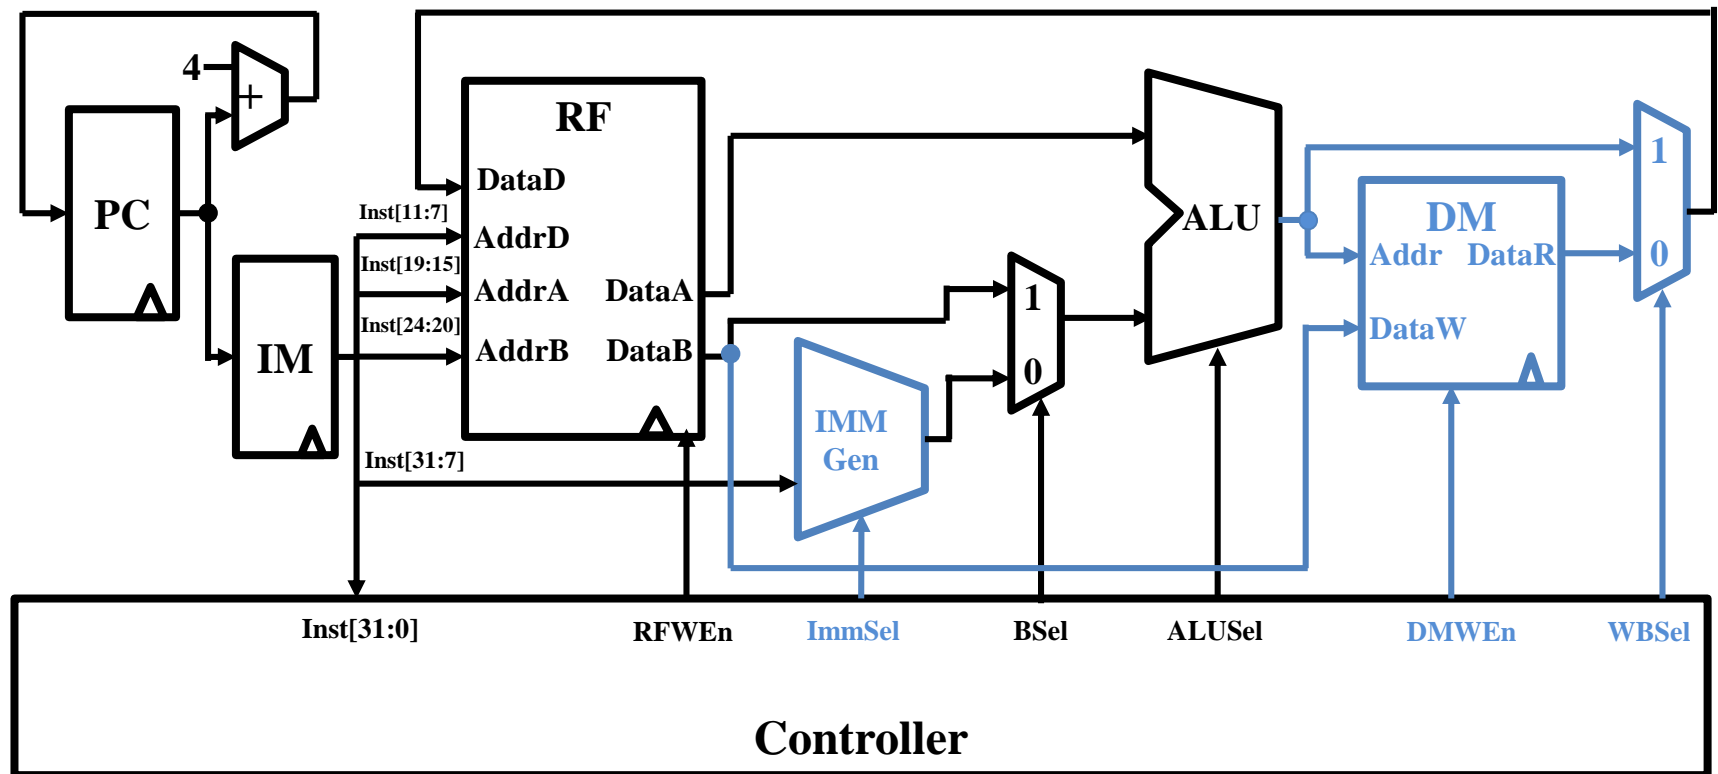 4
+
PC
IM
RF
DataD
Inst[11:7]
AddrD
Inst[19:15]
AddrA
DataA
Inst[24:20]
AddrB
DataB
Inst[31:7]
IMM
Gen
1
0
ALU
DM
Addr
DataR
DataW
1
0
Inst[31:0]
RFWEn
ImmSel
BSel
ALUSel
DMWEn
WBSel
Controller